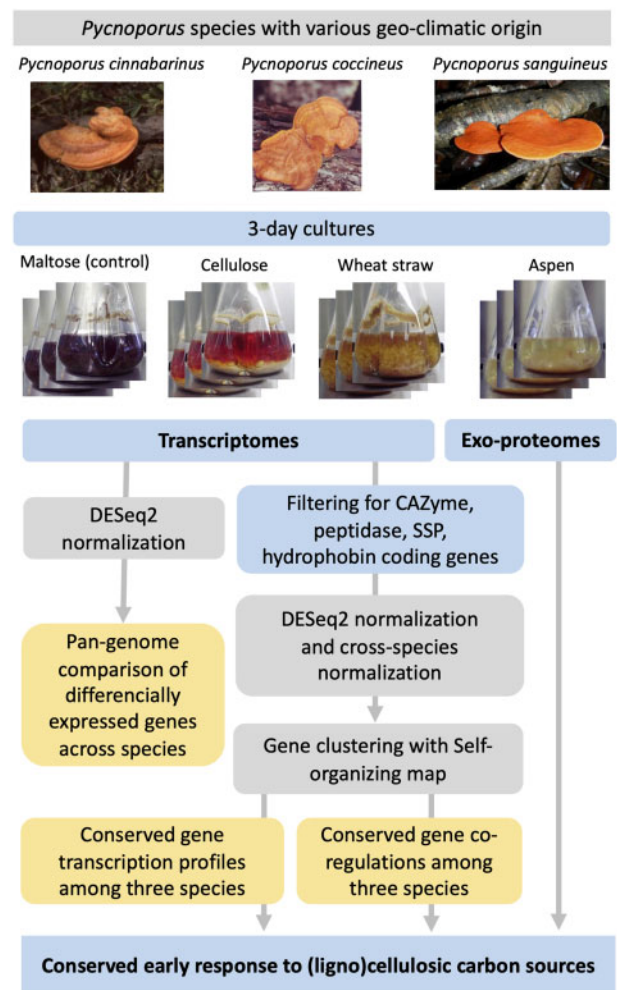 Pycnoporus species with various geo-climatic origin
Pycnoporus cinnabarinus
Pycnoporus coccineus
Pycnoporus sanguineus
3-day cultures
Maltose (control)
Cellulose
Wheat straw
Aspen
Transcriptomes
Exo-proteomes
DESeq2
normalization
Filtering for CAZyme,
peptidase, SSP,
hydrophobin coding genes
Pan-genome
comparison of
differencially
expressed genes
across species
DESeq2 normalization
and cross-species
normalization
Gene clustering with Self-
organizing map
Conserved gene
transcription profiles
among three species
Conserved gene co-
regulations among
three species
Conserved early response to (ligno)cellulosic carbon sources